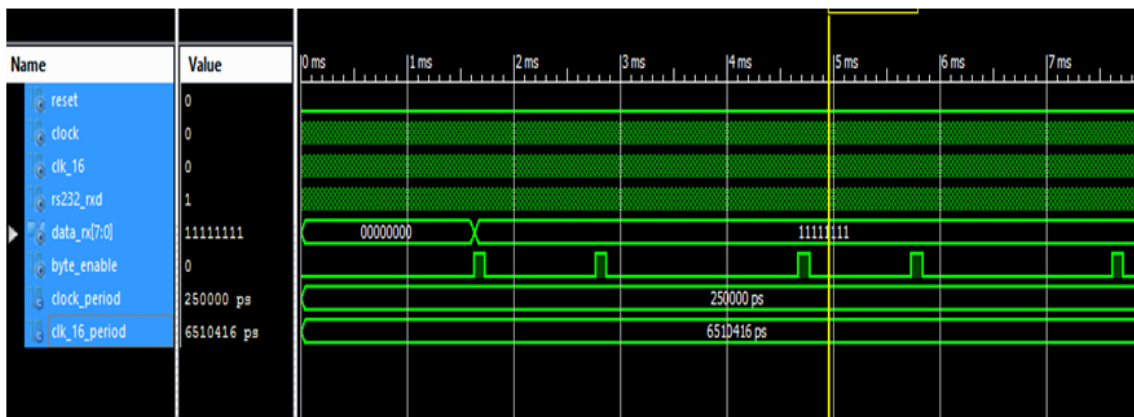 Name Value 0 ms 1 ms 2 ms 3 ms 4 ms 5 ms 6 ms 7 ms
reset 0
clock 0
clk_16 0
rs232_rxd 1
data_rx[7:0] 11111111 00000000 11111111
byte_enable 0
clock_period 250000 ps 250000 ps
clk_16_period 6510416 ps 6510416 ps